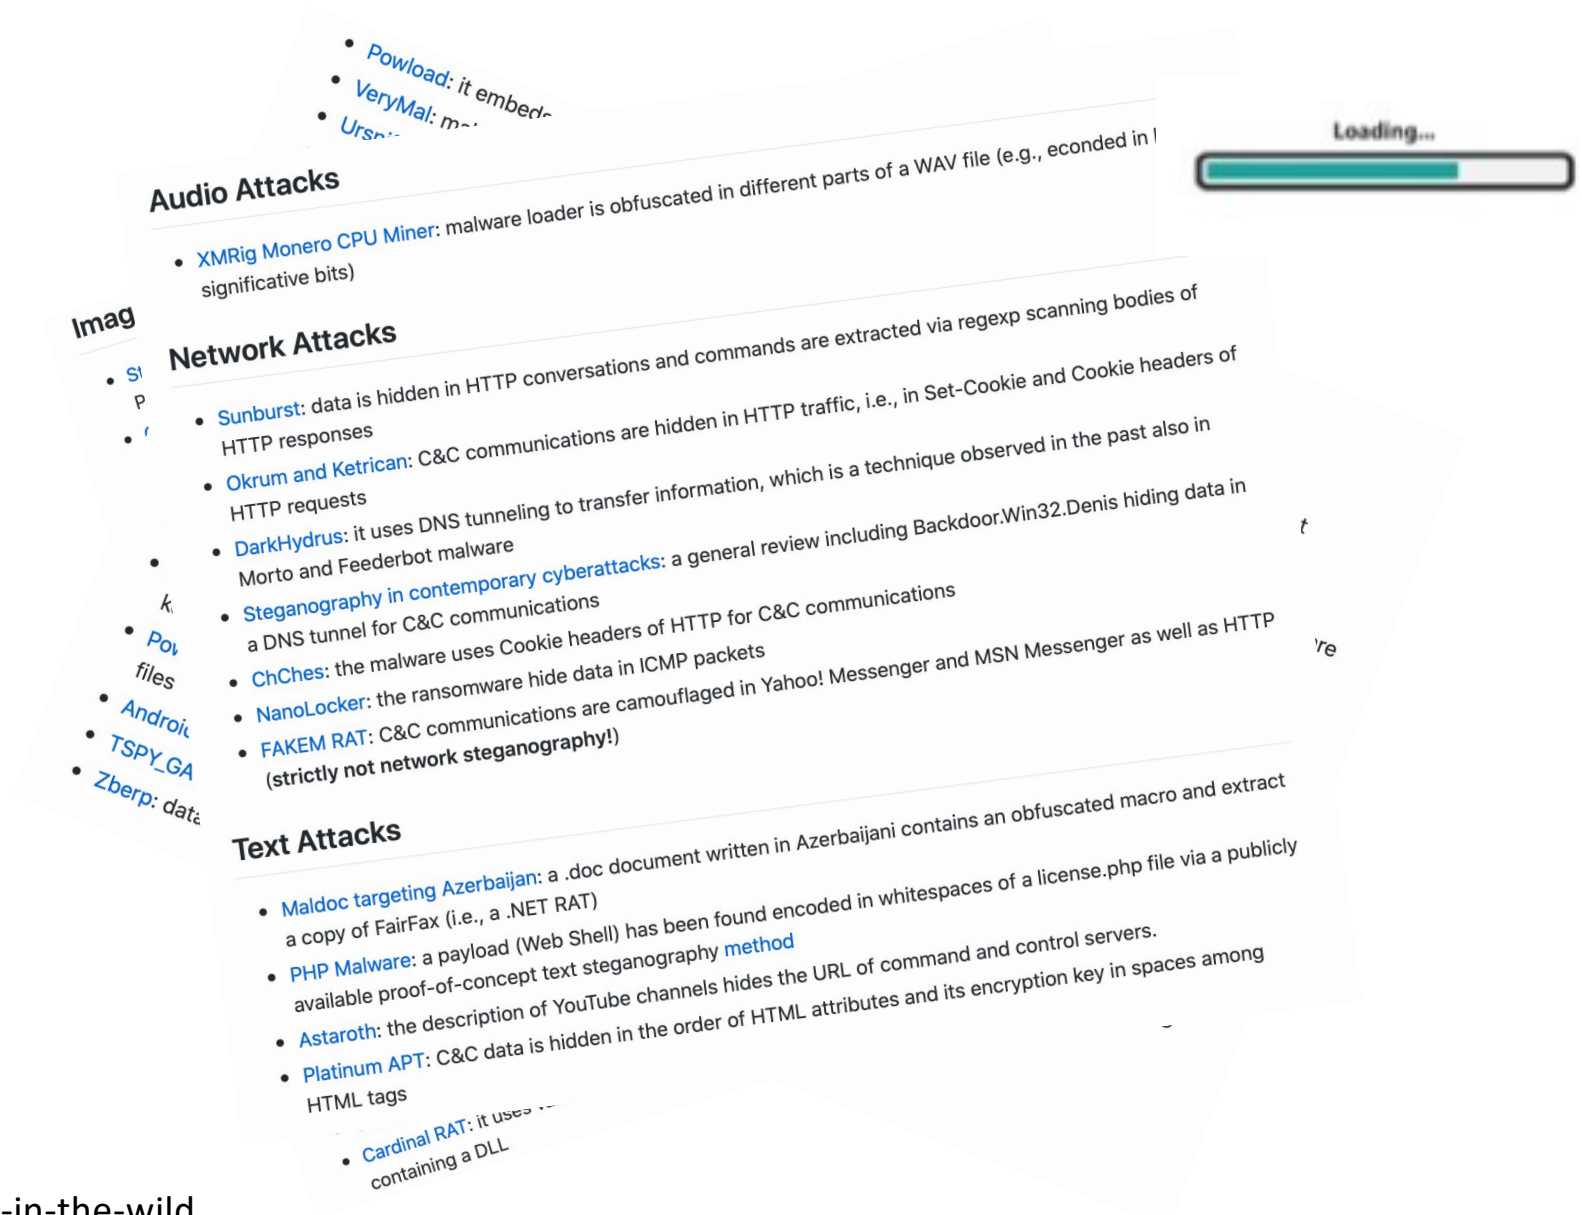 Powload: it embeds
VeryMal:
Loading...
Audio Attacks
XMRig Monero CPU Miner: malware loader is obfuscated in different parts of a WAV file (e.g., econded in
significative bits)
Imag
Network Attacks
Sunburst: data is hidden in HTTP conversations and commands are extracted via regexp scanning bodies of
HTTP responses
Okrum and Ketrican: C&C communications are hidden in HTTP traffic, i.e., in Set-Cookie and Cookie headers of
HTTP requests
DarkHydrus: it uses DNS tunneling to transfer information, which is a technique observed in the past also in
Morto and Feederbot malware
Steganography in contemporary cyberattacks: a general review including Backdoor.Win32.Denis hiding data in
a DNS tunnel for C&C communications
ChChes: the malware uses Cookie headers of HTTP for C&C communications
NanoLocker: the ransomware hide data in ICMP packets
FAKEM RAT: C&C communications are camouflaged in Yahoo! Messenger and MSN Messenger as well as HTTP
(strictly not network steganography!)
files
TSPY_GA
Zberp: data
Text Attacks
Maldoc targeting Azerbaijan: a .doc document written in Azerbaijani contains an obfuscated macro and extract
a copy of FairFax (i.e., a .NET RAT)
PHP Malware: a payload (Web Shell) has been found encoded in whitespaces of a license.php file via a publicly
available proof-of-concept text steganography method
Astaroth: the description of YouTube channels hides the URL of command and control servers.
Platinum APT: C&C data is hidden in the order of HTML attributes and its encryption key in spaces among
HTML tags
Cardinal RAT: it uses
containing a DLL
-in-the-wild